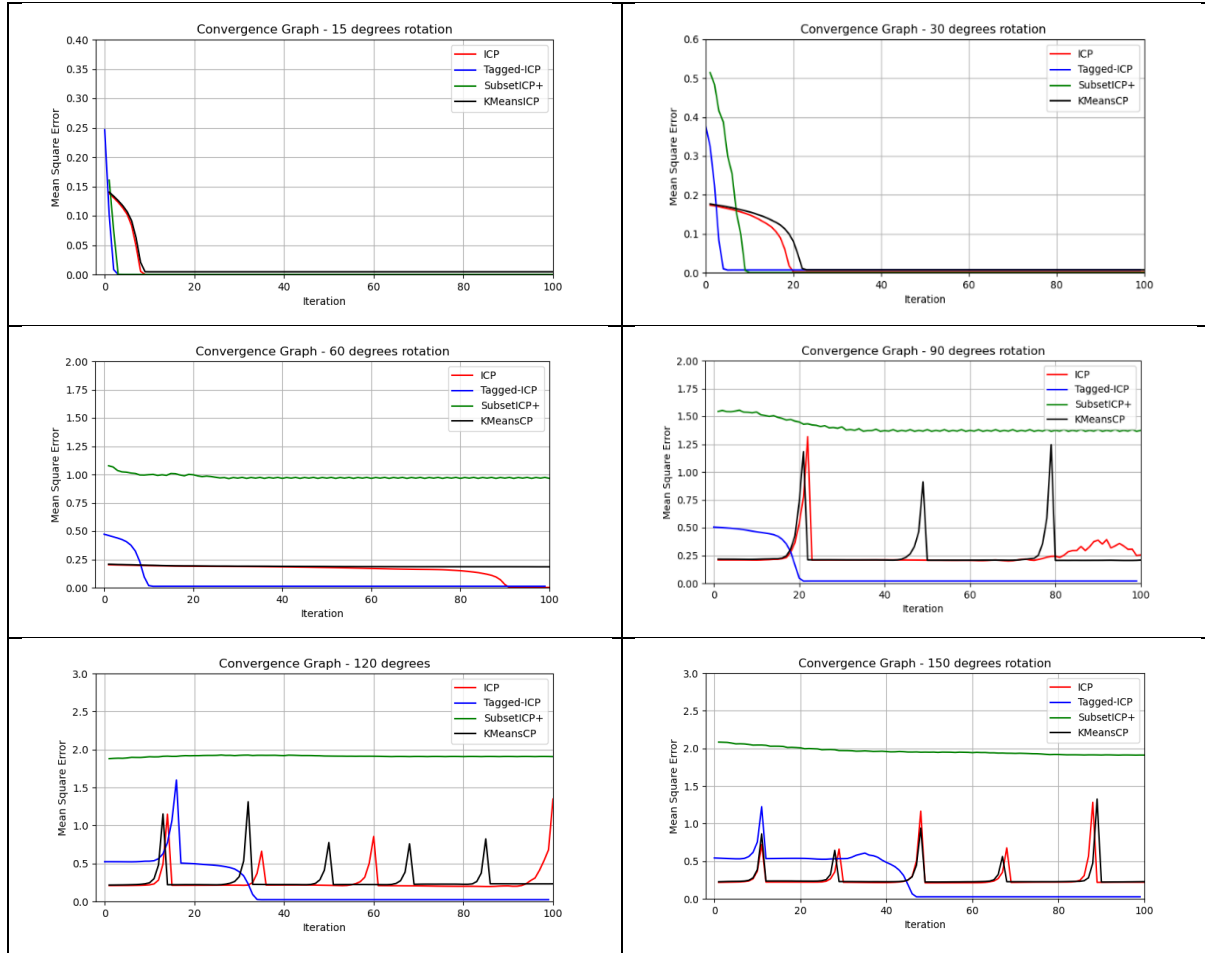 Convergence Graph - 15 degrees rotation
0.40
0.35
0.30
0.25
0.20
0.15
0.10
0.05
0.00
Mean Square Error
0 20 40 60 80 100
Iteration
ICP
Tagged-ICP
SubsetICP+
KMeansICP
Convergence Graph - 30 degrees rotation
0.6
0.5
0.4
0.3
0.2
0.1
0.0
Mean Square Error
0 20 40 60 80 100
Iteration
ICP
Tagged-ICP
SubsetICP+
KMeansCP
Convergence Graph - 60 degrees rotation
2.00
1.75
1.50
1.25
1.00
0.75
0.50
0.25
0.00
Mean Square Error
0 20 40 60 80 100
Iteration
ICP
Tagged-ICP
SubsetICP+
KMeansCP
Convergence Graph - 90 degrees rotation
2.00
1.75
1.50
1.25
1.00
0.75
0.50
0.25
0.00
Mean Square Error
0 20 40 60 80 100
Iteration
ICP
Tagged-ICP
SubsetICP+
KMeansCP
Convergence Graph - 120 degrees
3.0
2.5
2.0
1.5
1.0
0.5
0.0
Mean Square Error
0 20 40 60 80 100
Iteration
ICP
Tagged-ICP
SubsetICP+
KMeansCP
Convergence Graph - 150 degrees rotation
3.0
2.5
2.0
1.5
1.0
0.5
0.0
Mean Square Error
0 20 40 60 80 100
Iteration
ICP
Tagged-ICP
SubsetICP+
KMeansCP